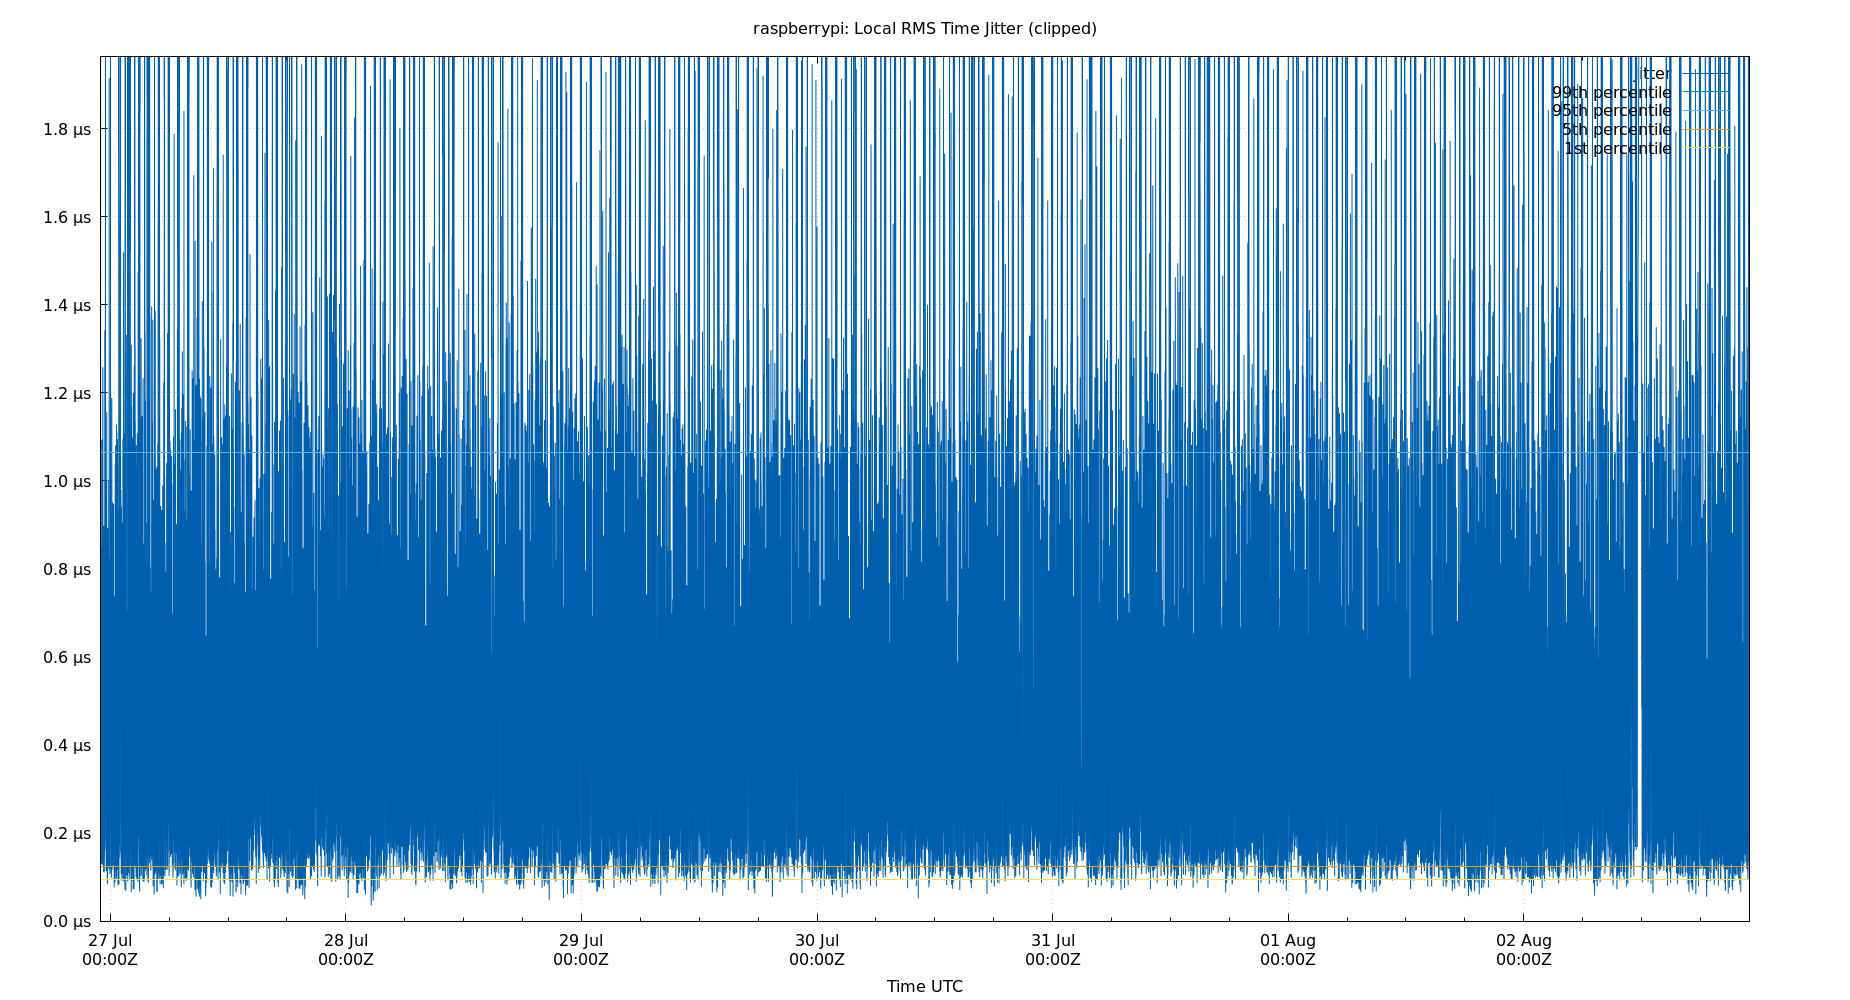 raspberrypi: Local RMS Time Jitter (clipped)
jitter
99th percentile
95th percentile
5th percentile
1st percentile
1.8 µs
1.6 µs
1.4 µs
1.2 µs
1.0 µs
0.8 µs
0.6 µs
0.4 µs
0.2 µs
0.0 µs
27 Jul 28 Jul 29 Jul 30 Jul 31 Jul 01 Aug 02 Aug
00:00Z 00:00Z 00:00Z 00:00Z 00:00Z 00:00Z 00:00Z
Time UTC